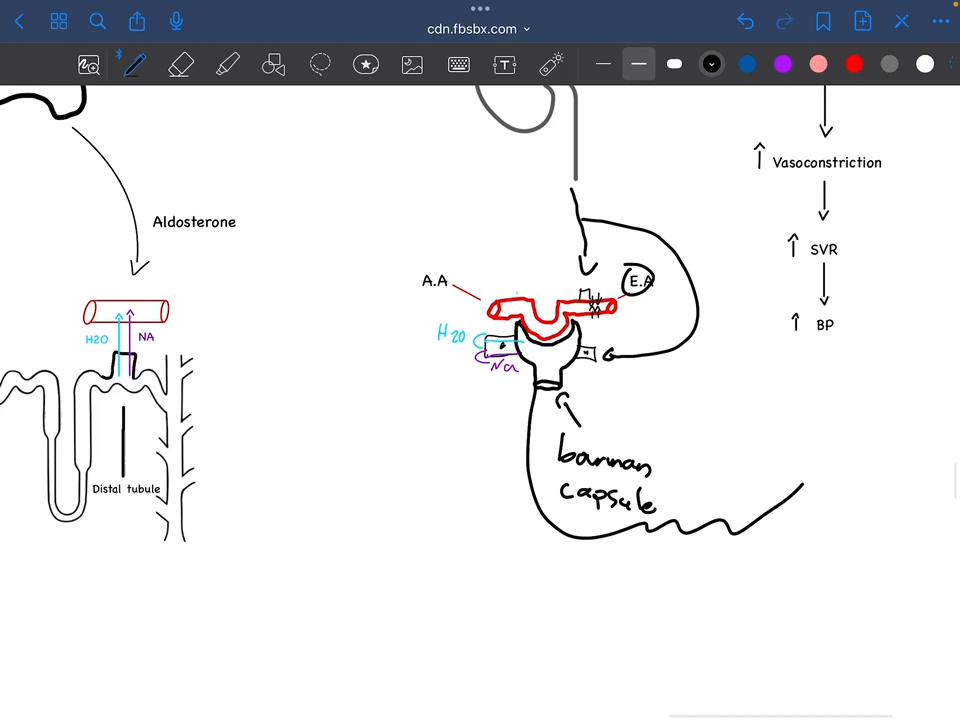 cdn.fbsbx.com
Vasoconstriction
Aldosterone
SVR
A.A
E.A
BP
H2O
NA
H20
Na
barman
capsule
Distal tubule